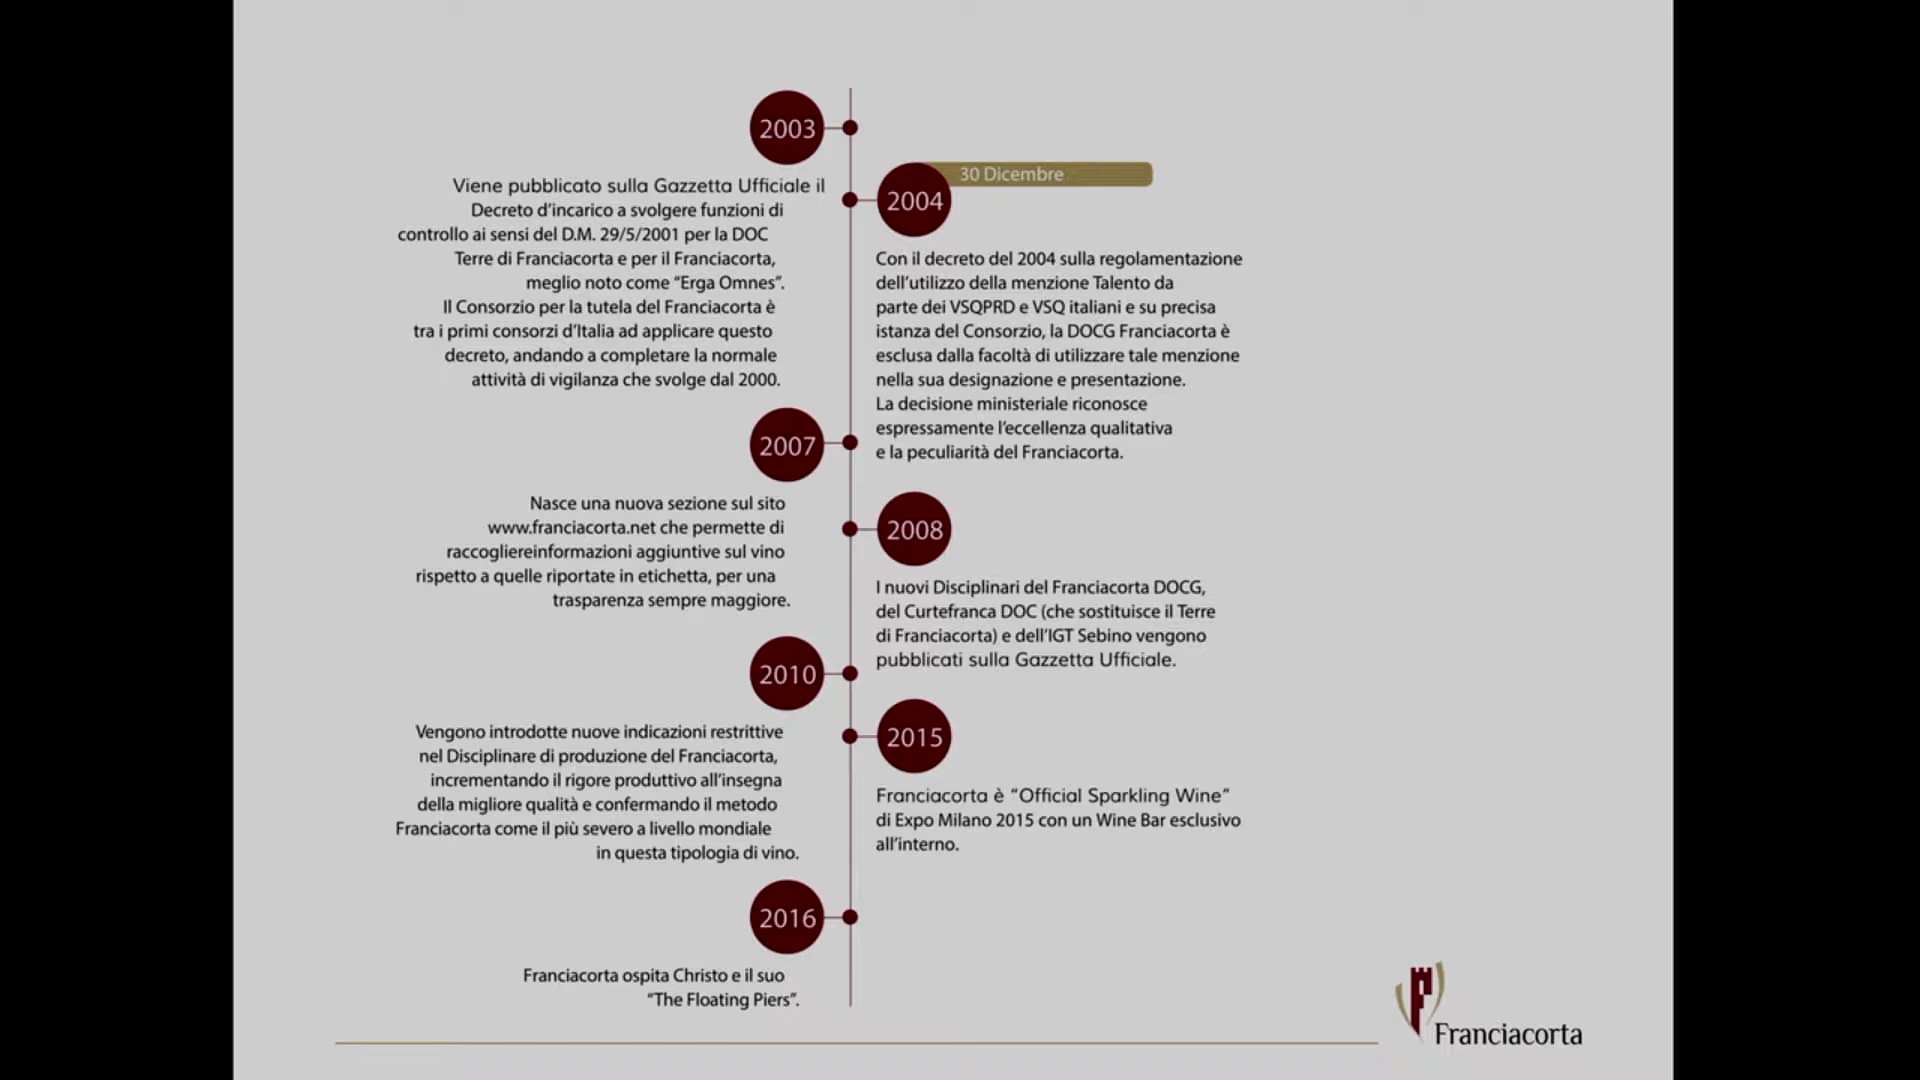 2003
Viene pubblicato sulla Gazzetta Ufficiale il
Decreto d'incarico a svolgere funzioni di
controllo ai sensi del D.M. 29/5/2001 per la DOC
Terre di Franciacorta e per il Franciacorta,
meglio noto come "Erga Omnes".
Il Consorzio per la tutela del Franciacorta è
tra i primi consorzi d'Italia ad applicare questo
decreto, andando a completare la normale
attività di vigilanza che svolge dal 2000.
30 Dicembre
2004
Con il decreto del 2004 sulla regolamentazione
dell'utilizzo della menzione Talento da
parte dei VSQPRD e VSQ italiani e su precisa
istanza del Consorzio, la DOCG Franciacorta è
esclusa dalla facoltà di utilizzare tale menzione
nella sua designazione e presentazione.
La decisione ministeriale riconosce
espressamente l'eccellenza qualitativa
e la peculiarità del Franciacorta.
2007
Nasce una nuova sezione sul sito
www.franciacorta.net che permette di
raccogliereinformazioni aggiuntive sul vino
rispetto a quelle riportate in etichetta, per una
trasparenza sempre maggiore.
2008
I nuovi Disciplinari del Franciacorta DOCG,
del Curtefranca DOC (che sostituisce il Terre
di Franciacorta) e dell'IGT Sebino vengono
pubblicati sulla Gazzetta Ufficiale.
2010
Vengono introdotte nuove indicazioni restrittive
nel Disciplinare di produzione del Franciacorta,
incrementando il rigore produttivo all'insegna
della migliore qualità e confermando il metodo
Franciacorta come il più severo a livello mondiale
in questa tipologia di vino.
2015
Franciacorta è "Official Sparkling Wine"
di Expo Milano 2015 con un Wine Bar esclusivo
all'interno.
2016
Franciacorta ospita Christo e il suo
"The Floating Piers".
Franciacorta